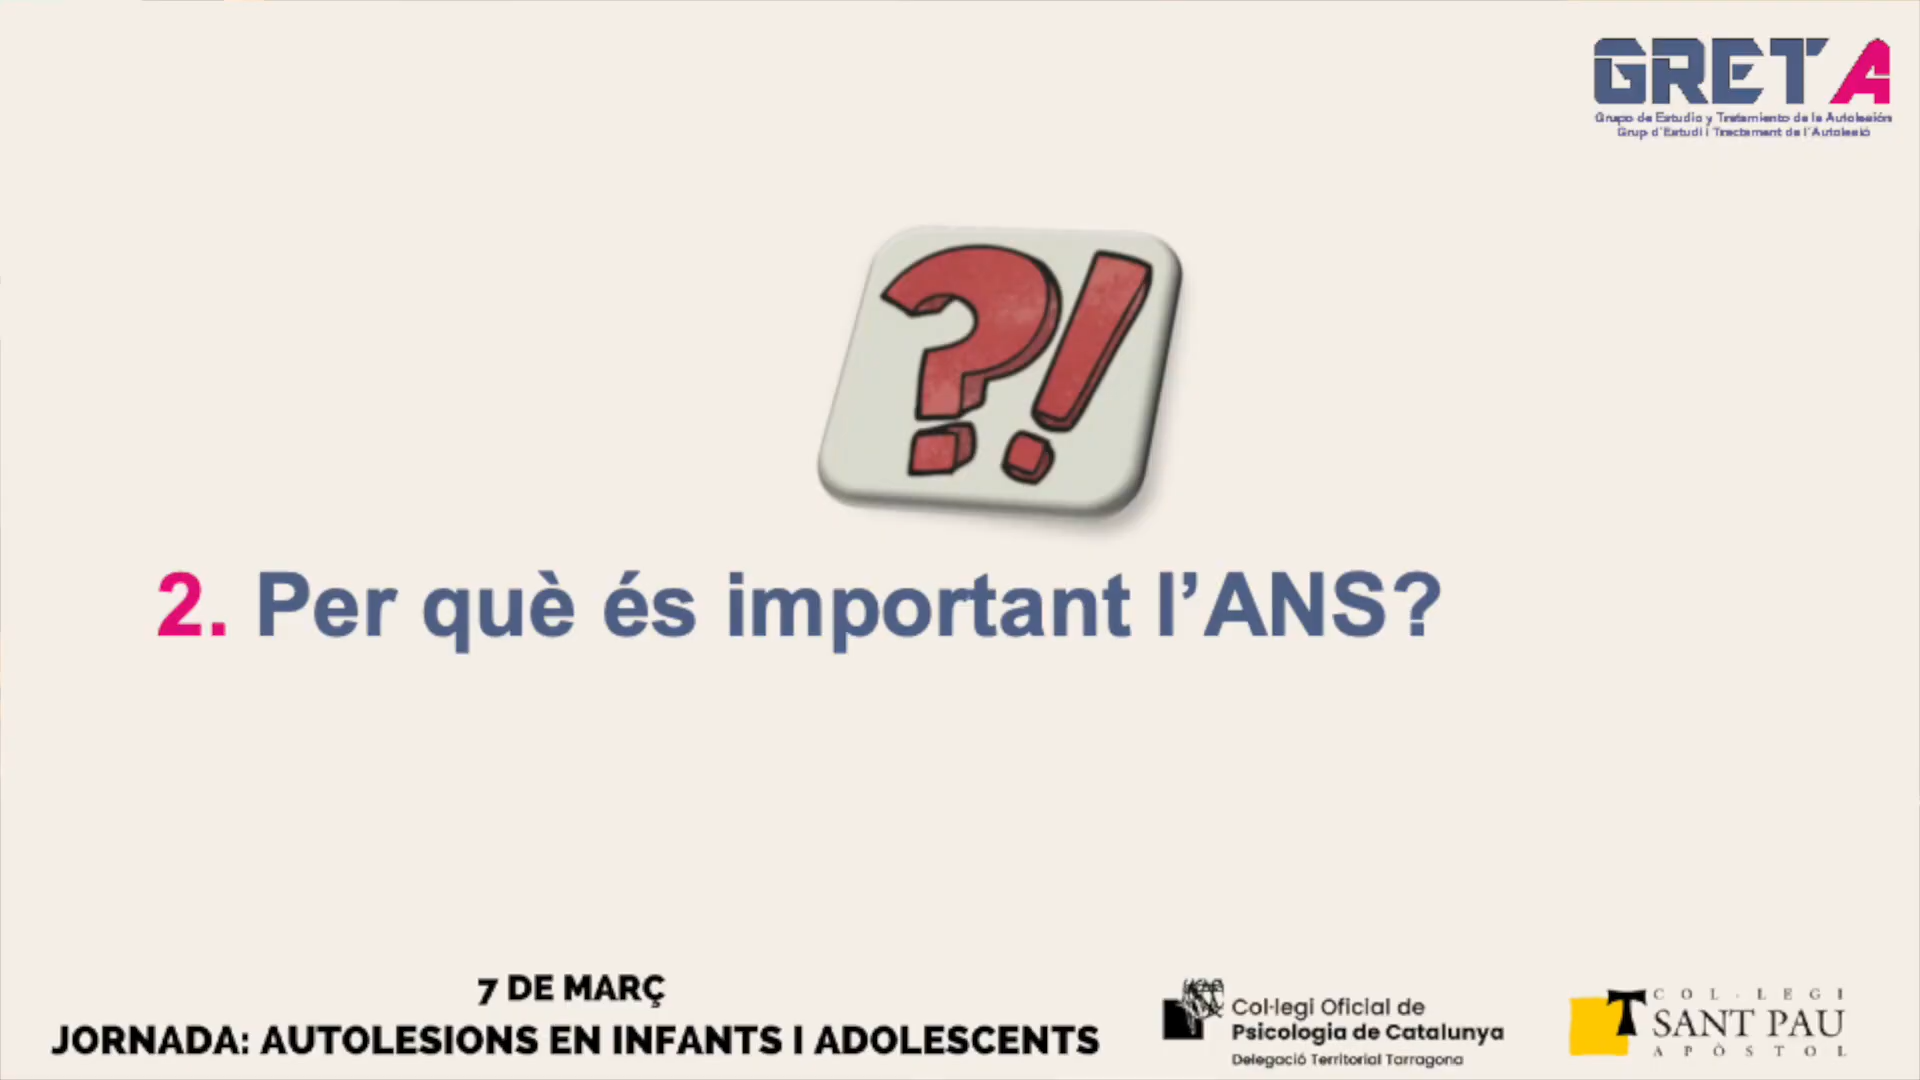 GRETA
Grupo de Estudio y Tratamiento de la Autolesión
Grup d'Estudi i Tractament de l'Autolesió
?!
2. Per què és important l’ANS?
7 DE MARÇ
JORNADA: AUTOLESIONS EN INFANTS I ADOLESCENTS
Col·legi Oficial de
Psicologia de Catalunya
Delegació Territorial Tarragona
COL·LEGI
SANT PAU
APÒSTOL